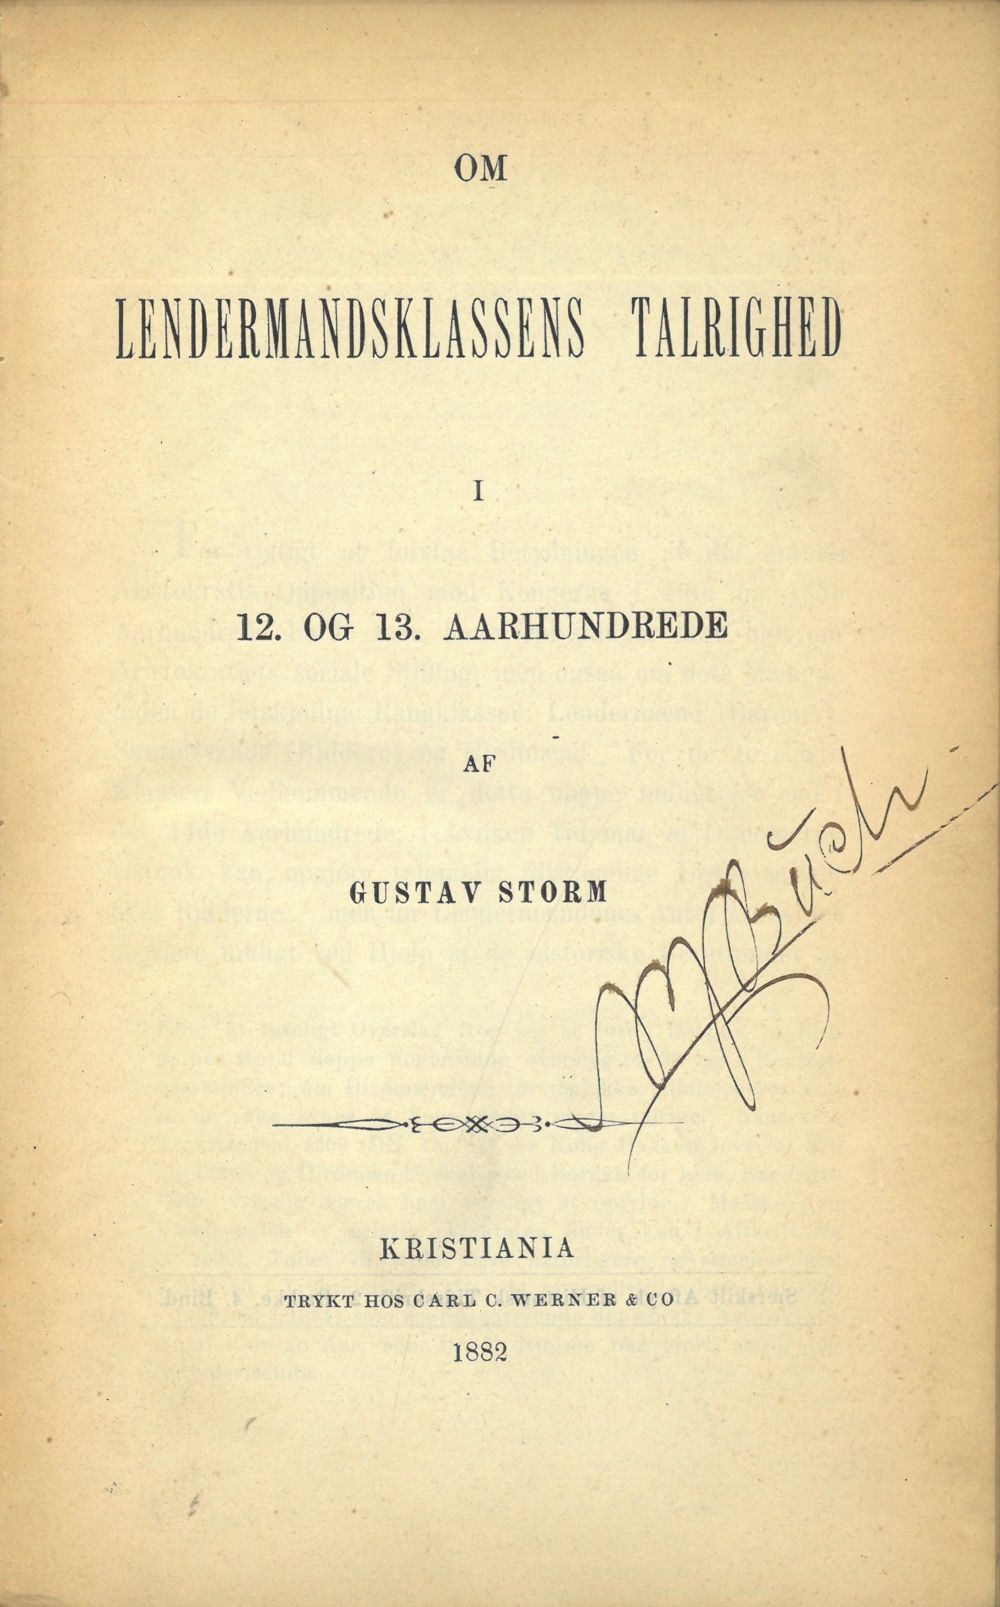 OM
LENDERMANDSKLASSENS TALRIGHED
I
12. OG 13. AARHUNDREDE
AF
GUSTAV STORM
KRISTIANIA
TRYKT HOS CARL C. WERNER & CO
1882